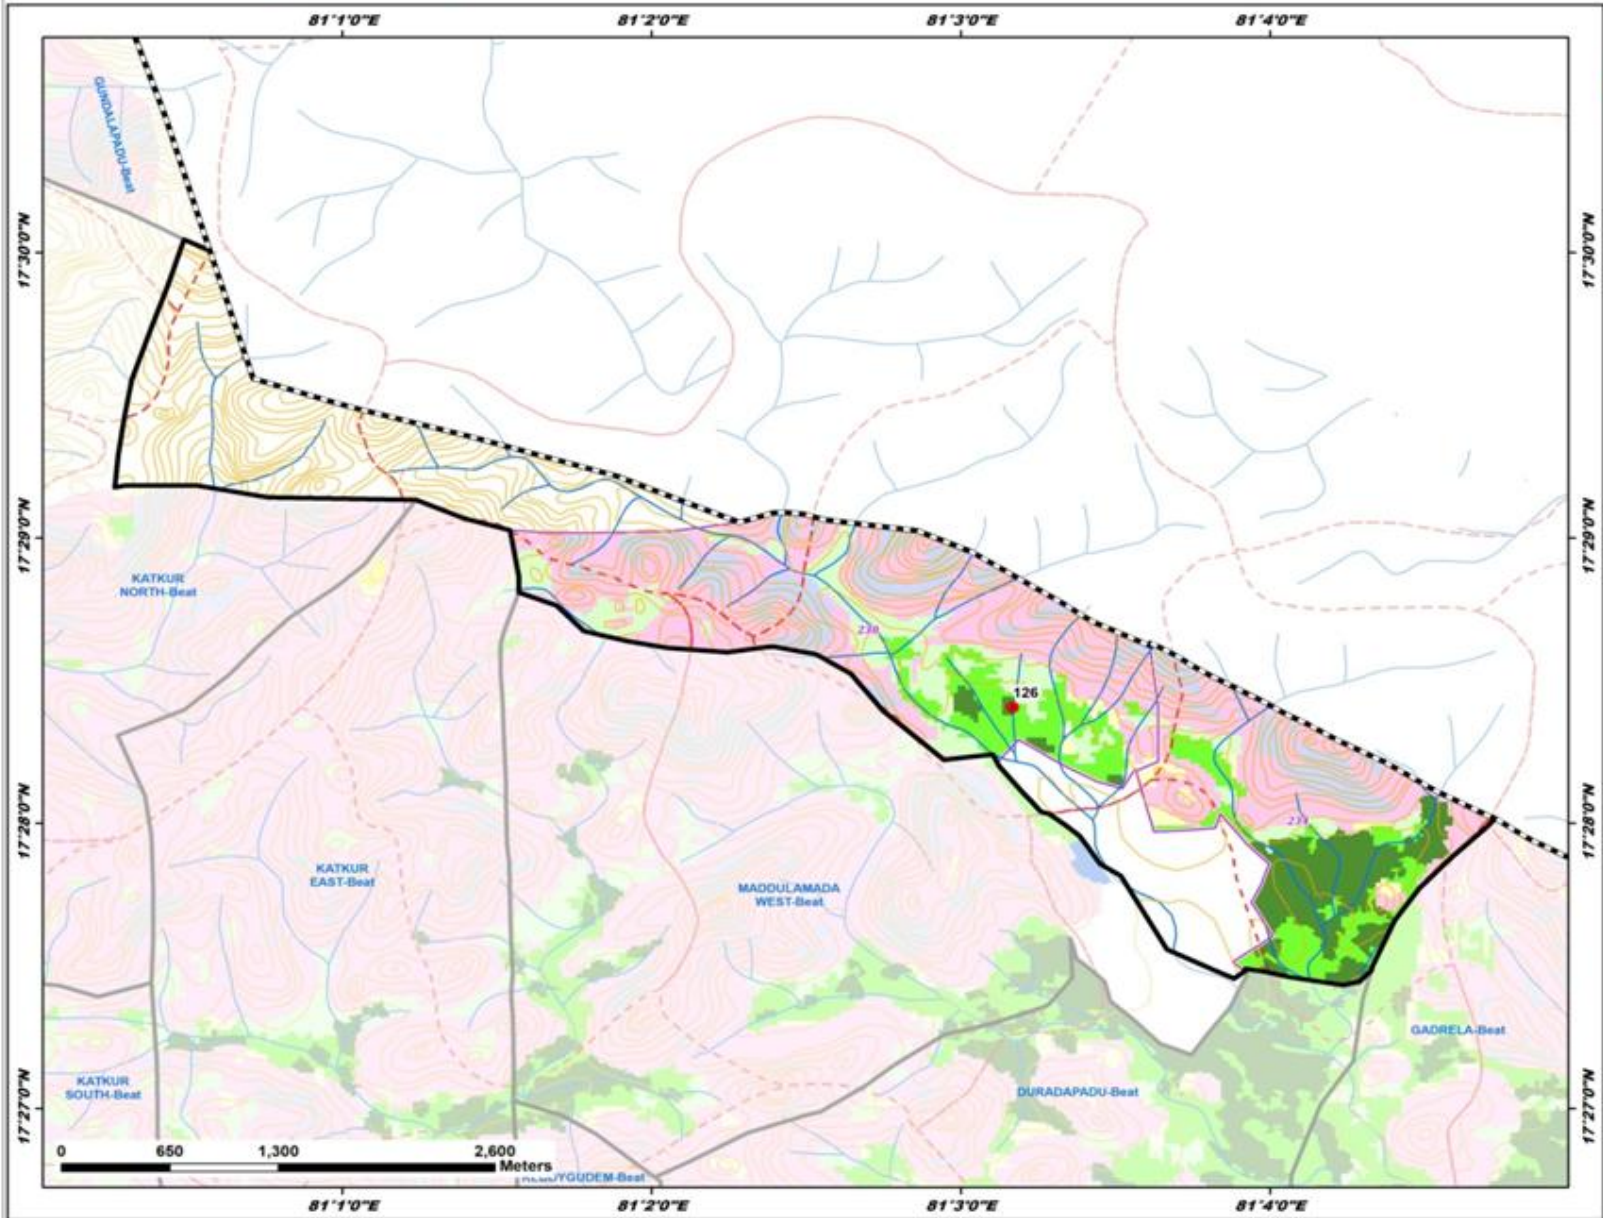 81°1'0"E 81°2'0"E 81°3'0"E 81°4'0"E
GUNDALAPADU-Beat
17°30'0"N 17°30'0"N
17°29'0"N 17°29'0"N
KATKUR
NORTH-Beat
230
126
17°28'0"N 17°28'0"N
231
KATKUR
EAST-Beat
MADDULAMADA
WEST-Beat
GADRELA-Beat
KATKUR
SOUTH-Beat
DURADAPADU-Beat
17°27'0"N 17°27'0"N
0 650 1,300 2,600
Meters
81°1'0"E 81°2'0"E 81°3'0"E 81°4'0"E